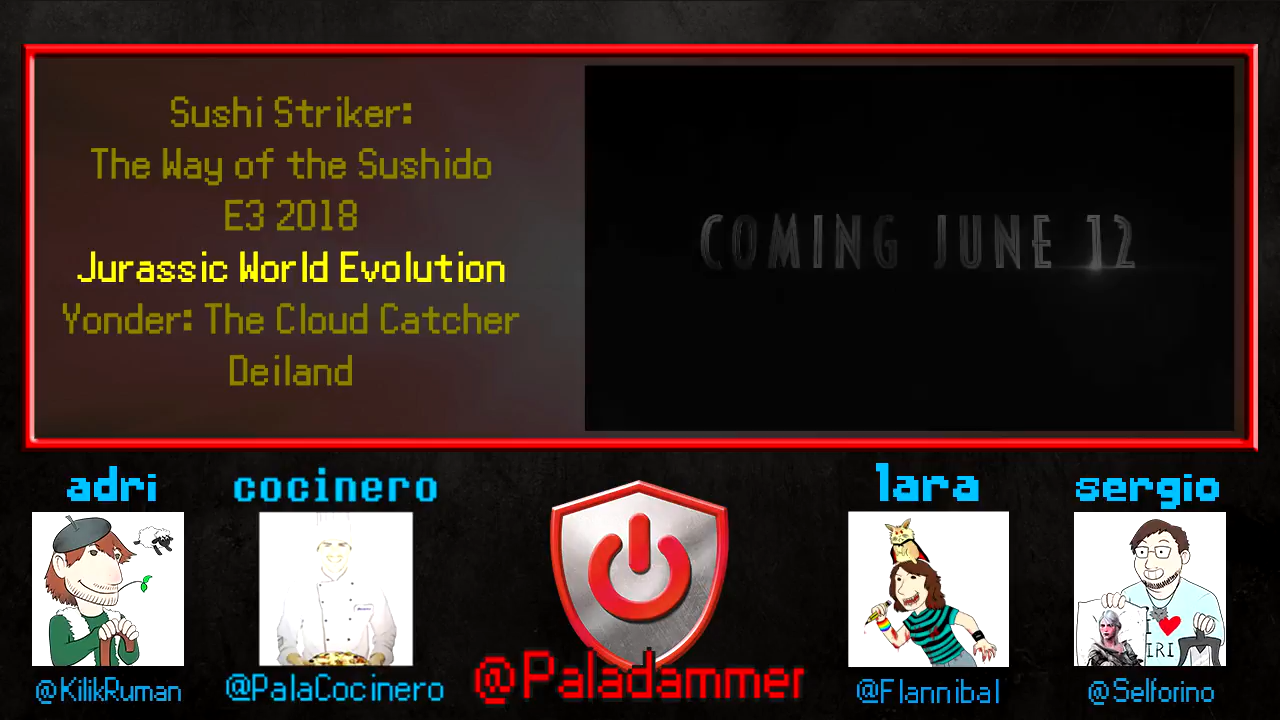 Sushi Striker:
The Way of the Sushido
E3 2018
Jurassic World Evolution
Yonder: The Cloud Catcher
Deiland
COMING JUNE 12
adri
cocinero
lara
sergio
I
IRI
@KilikRuman
@PalaCocinero
@Paladammer
@Flannibal
@Selforino